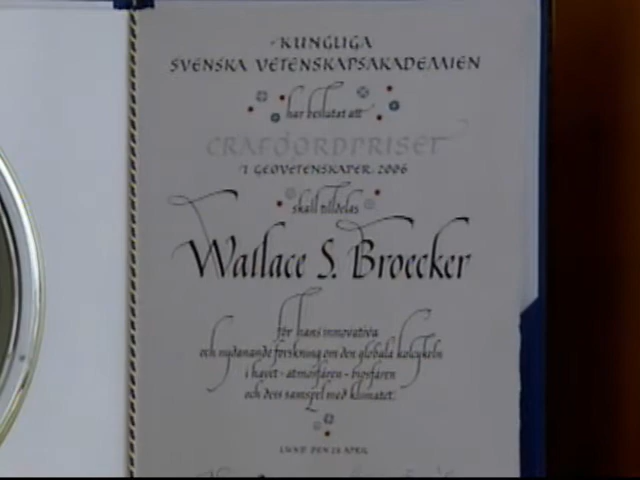 KUNGLIGA
SVENSKA VETENSKAPSAKADEMIEN
har beslutat att
CRAFOORDPRISET
I GEOVETENSKAPER 2006
skall tilldelas
Wallace S. Broecker
för hans innovativa
och nydanande forskning om den globala kolcykeln
i havet - atmosfären - biosfären
och dess samspel med klimatet.
LUND DEN 26 APRIL